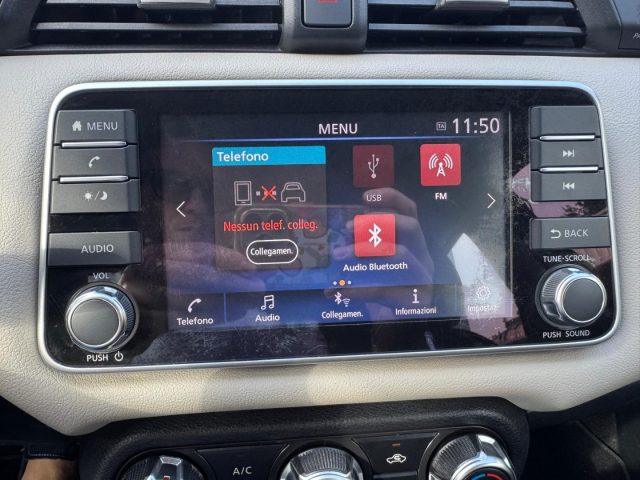 MENU
AUDIO
VOL
PUSH
MENU
TA 11:50
Telefono
Nessun telef. colleg.
Collegamen.
USB
FM
Audio Bluetooth
Telefono
Audio
Collegamen.
Informazioni
Impostaz.
BACK
TUNE-SCROLL
PUSH SOUND
A/C